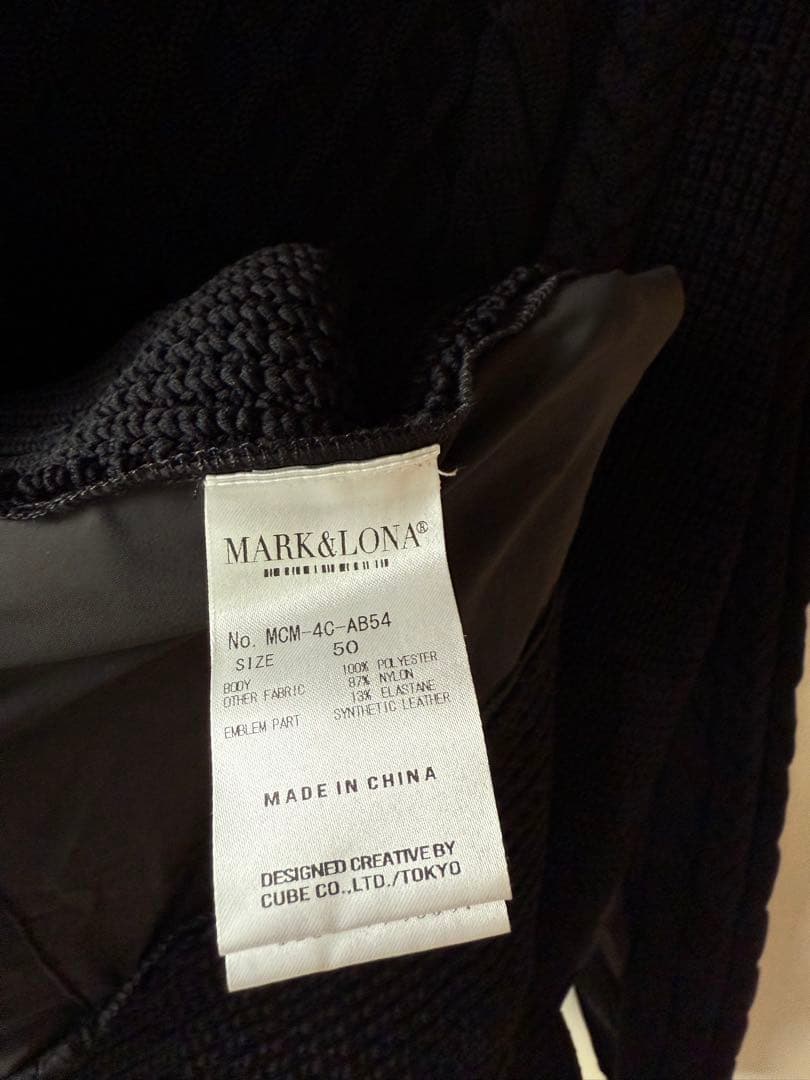 MARK&LONA®
No. MCM-4C-AB54
SIZE 50
BODY 100% POLYESTER
OTHER FABRIC 87% NYLON
13% ELASTANE
EMBLEM PART SYNTHETIC LEATHER
MADE IN CHINA
DESIGNED CREATIVE BY
CUBE CO.,LTD./TOKYO